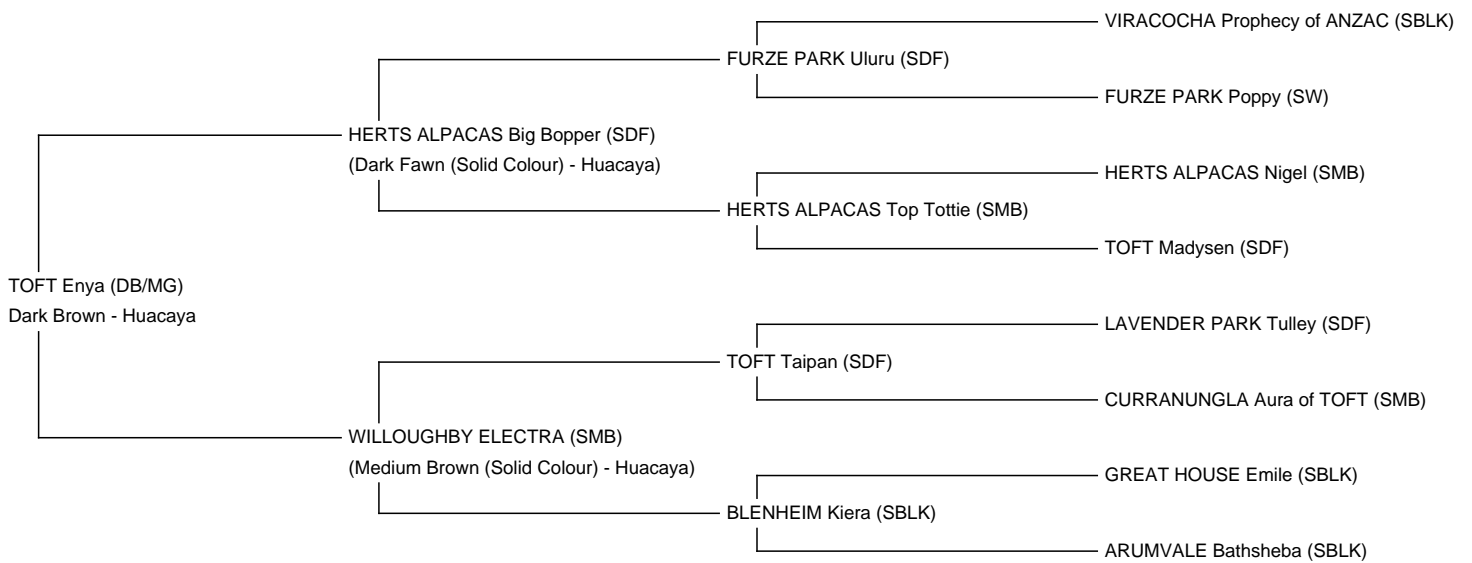 VIRACOCHA Prophecy of ANZAC (SBLK)
FURZE PARK Uluru (SDF)
FURZE PARK Poppy (SW)
HERTS ALPACAS Big Bopper (SDF)
(Dark Fawn (Solid Colour) - Huacaya)
HERTS ALPACAS Nigel (SMB)
HERTS ALPACAS Top Tottie (SMB)
TOFT Madysen (SDF)
TOFT Enya (DB/MG)
Dark Brown - Huacaya
LAVENDER PARK Tulley (SDF)
TOFT Taipan (SDF)
CURRANUNGLA Aura of TOFT (SMB)
WILLOUGHBY ELECTRA (SMB)
(Medium Brown (Solid Colour) - Huacaya)
GREAT HOUSE Emile (SBLK)
BLENHEIM Kiera (SBLK)
ARUMVALE Bathsheba (SBLK)